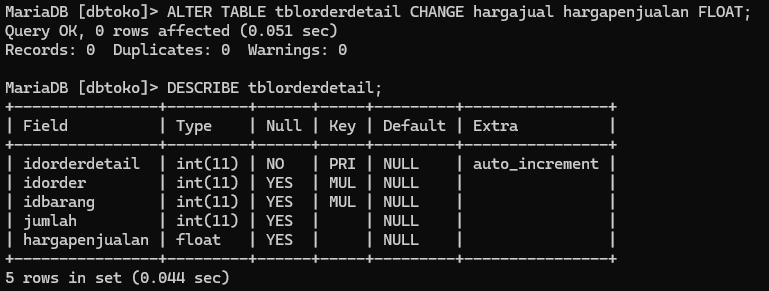 MariaDB [dbtoko]> ALTER TABLE tblorderdetail CHANGE hargajual hargapenjualan FLOAT;
Query OK, 0 rows affected (0.051 sec)
Records: 0  Duplicates: 0  Warnings: 0

MariaDB [dbtoko]> DESCRIBE tblorderdetail;
+----------------+---------+------+-----+---------+----------------+
| Field          | Type    | Null | Key | Default | Extra          |
+----------------+---------+------+-----+---------+----------------+
| idorderdetail  | int(11) | NO   | PRI | NULL    | auto_increment |
| idorder        | int(11) | YES  | MUL | NULL    |                |
| idbarang       | int(11) | YES  | MUL | NULL    |                |
| jumlah         | int(11) | YES  |     | NULL    |                |
| hargapenjualan | float   | YES  |     | NULL    |                |
+----------------+---------+------+-----+---------+----------------+
5 rows in set (0.044 sec)